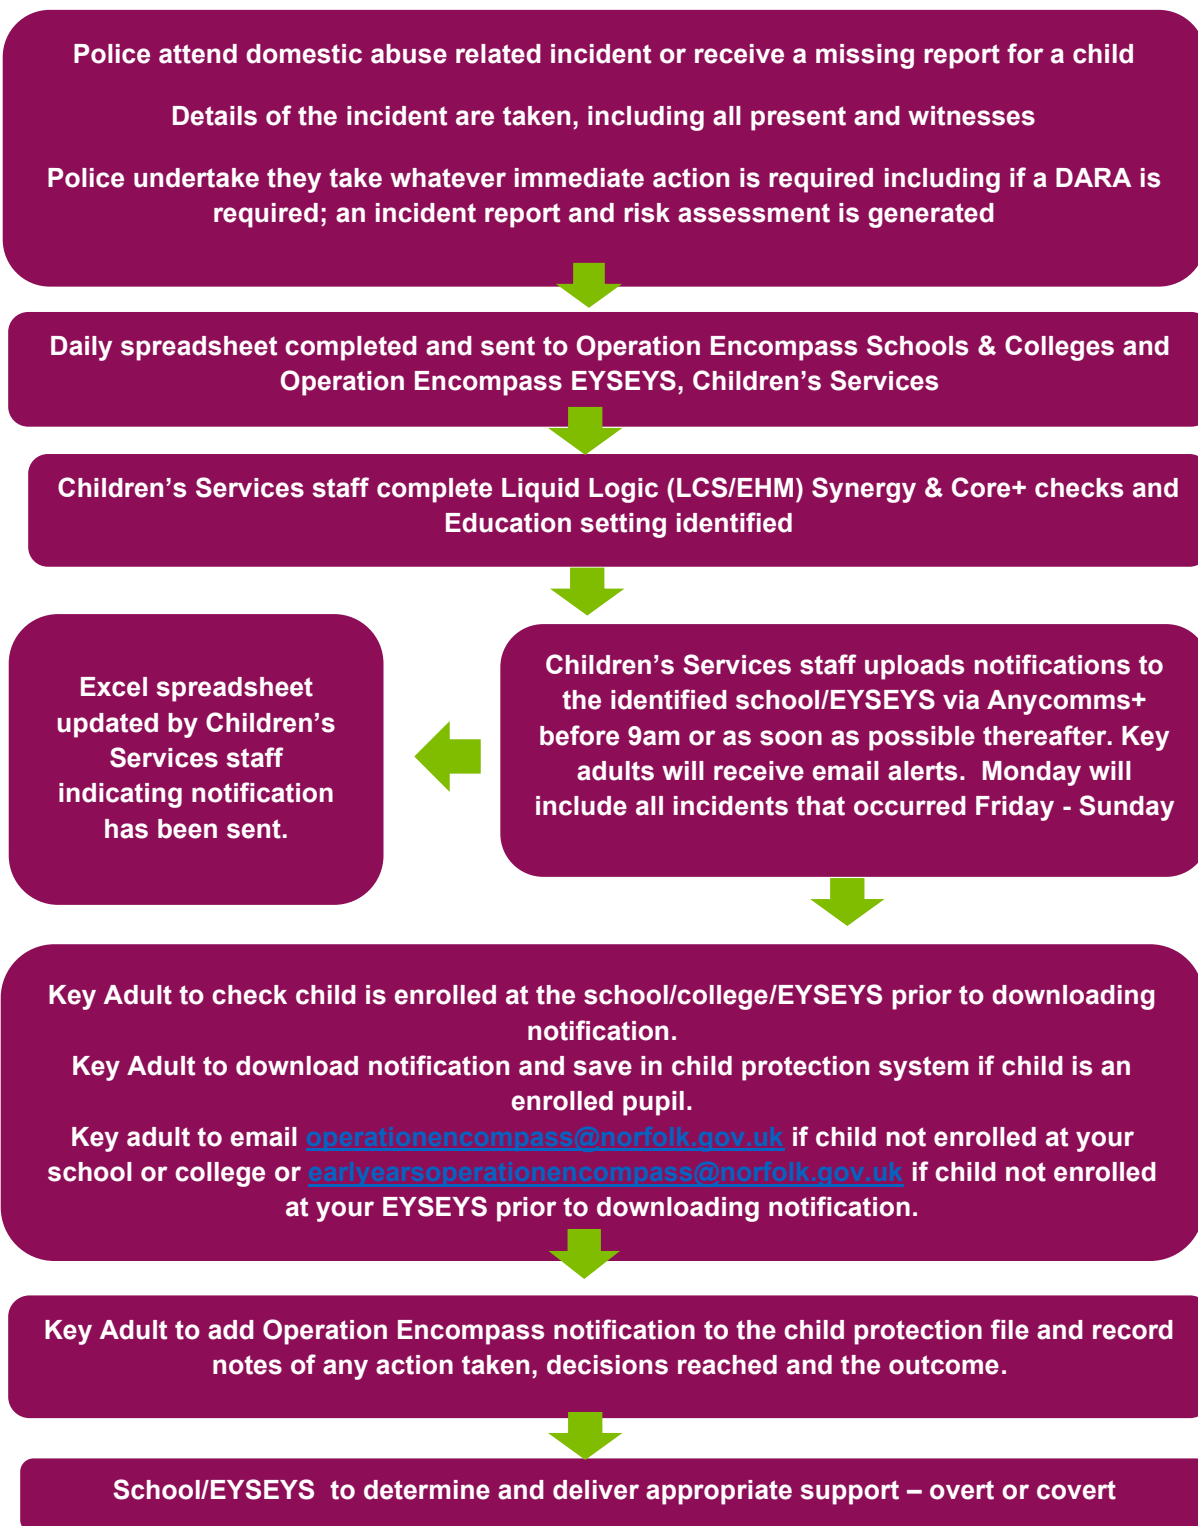 Police attend domestic abuse related incident or receive a missing report for a child
Details of the incident are taken, including all present and witnesses
Police undertake they take whatever immediate action is required including if a DARA is
required; an incident report and risk assessment is generated
Daily spreadsheet completed and sent to Operation Encompass Schools & Colleges and
Operation Encompass EYSEYS, Children’s Services
Children’s Services staff complete Liquid Logic (LCS/EHM) Synergy & Core+ checks and
Education setting identified
Excel spreadsheet
updated by Children’s
Services staff
indicating notification
has been sent.
Children’s Services staff uploads notifications to
the identified school/EYSEYS via Anycomms+
before 9am or as soon as possible thereafter. Key
adults will receive email alerts.  Monday will
include all incidents that occurred Friday - Sunday
Key Adult to check child is enrolled at the school/college/EYSEYS prior to downloading
notification.
Key Adult to download notification and save in child protection system if child is an
enrolled pupil.
Key adult to email operationencompass@norfolk.gov.uk if child not enrolled at your
school or college or earlyearsoperationencompass@norfolk.gov.uk if child not enrolled
at your EYSEYS prior to downloading notification.
Key Adult to add Operation Encompass notification to the child protection file and record
notes of any action taken, decisions reached and the outcome.
School/EYSEYS  to determine and deliver appropriate support – overt or covert